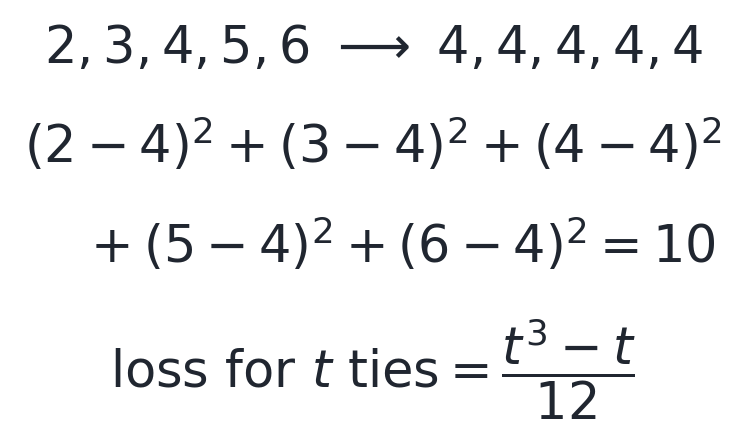 2, 3, 4, 5, 6 ⟶ 4, 4, 4, 4, 4
(2 − 4)² + (3 − 4)² + (4 − 4)²
+ (5 − 4)² + (6 − 4)² = 10
loss for t ties = \frac{t³ − t}{12}